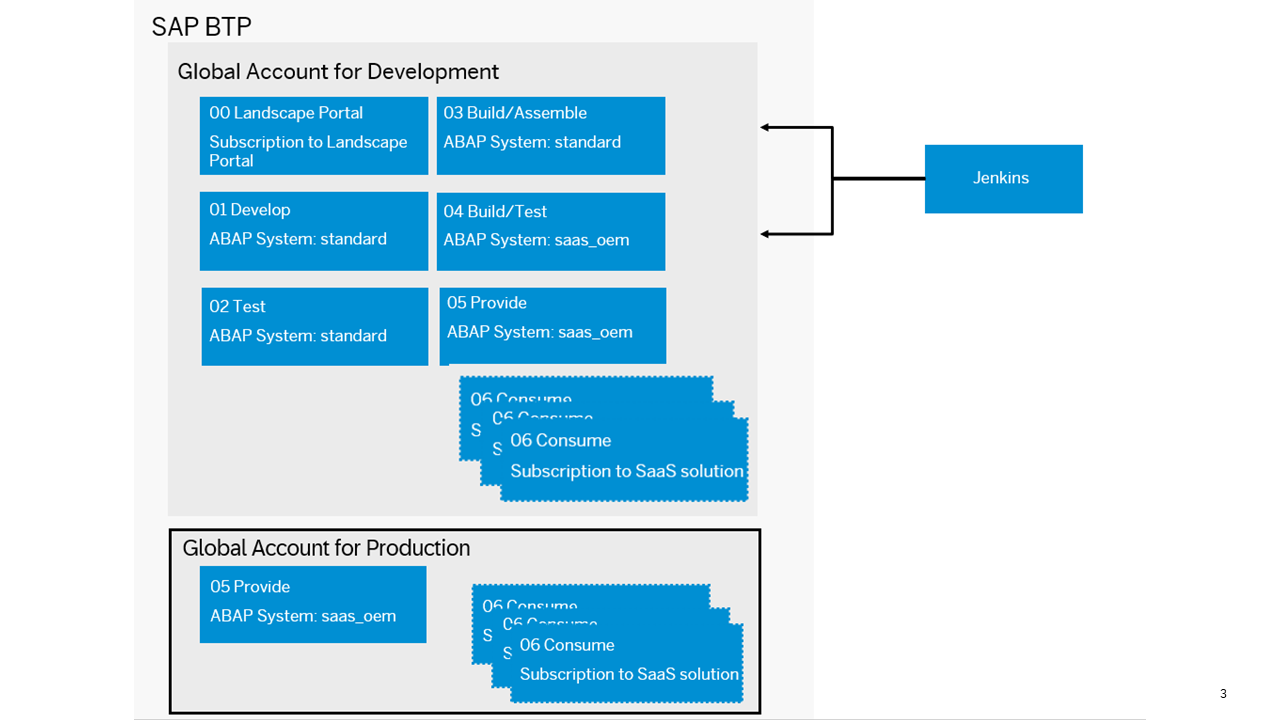 SAP BTP
Global Account for Development
00 Landscape Portal
Subscription to Landscape
Portal
03 Build/Assemble
ABAP System: standard
01 Develop
ABAP System: standard
04 Build/Test
ABAP System: saas_oem
02 Test
ABAP System: standard
05 Provide
ABAP System: saas_oem
06 Consume
S
06 Consume
S
06 Consume
Subscription to SaaS solution
Jenkins
Global Account for Production
05 Provide
ABAP System: saas_oem
06 Consume
S
06 Consume
S
06 Consume
Subscription to SaaS solution
3